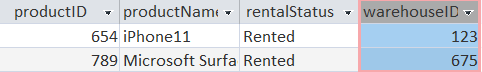 productID productName rentalStatus warehouseID
654 iPhone11 Rented 123
789 Microsoft Surfa Rented 675